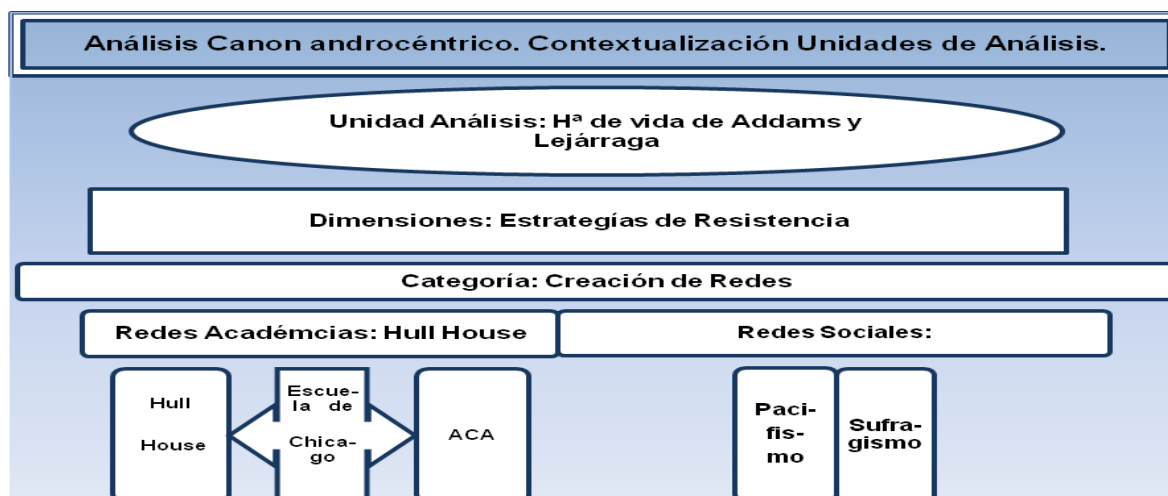 Análisis Canon androcéntrico. Contextualización Unidades de Análisis.
Unidad Análisis: Hª de vida de Addams y
Lejárraga
Dimensiones: Estrategías de Resistencia
Categoría: Creación de Redes
Redes Académcias: Hull House
Redes Sociales:
Hull
House
Escue-
la de
Chica-
go
ACA
Paci-
fis-
mo
Sufra-
gismo